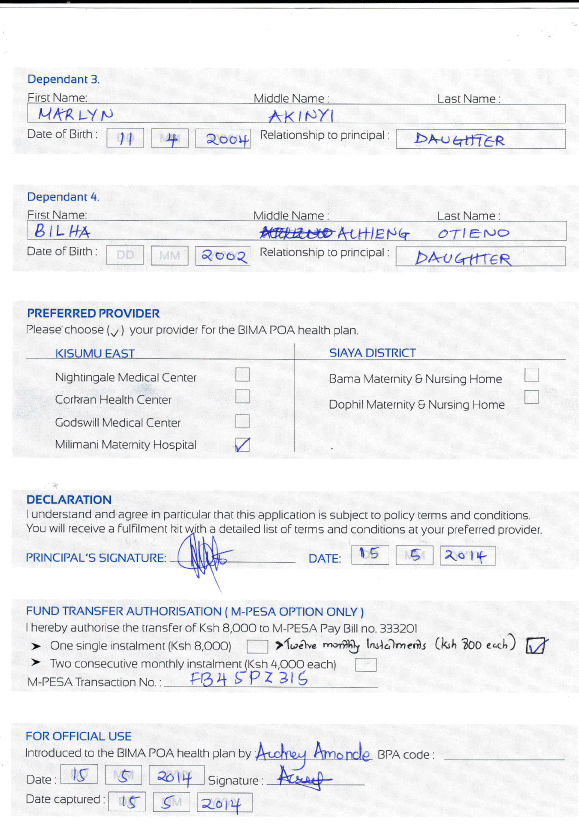 Dependant 3.
First Name: Middle Name : Last Name :
MARLYN AKINYI
Date of Birth : 11 4 2004 Relationship to principal : DAUGHTER
Dependant 4.
First Name: Middle Name : Last Name :
BILHA ACHIENG OTIENO
Date of Birth : DD MM 2002 Relationship to principal : DAUGHTER
PREFERRED PROVIDER
Please choose (✓) your provider for the BIMA POA health plan.
KISUMU EAST SIAYA DISTRICT
Nightingale Medical Center
Bama Maternity & Nursing Home
Corkran Health Center
Dophil Maternity & Nursing Home
Godswill Medical Center
Milimani Maternity Hospital ✓
DECLARATION
I understand and agree in particular that this application is subject to policy terms and conditions.
You will receive a fulfilment kit with a detailed list of terms and conditions at your preferred provider.
PRINCIPAL'S SIGNATURE: DATE: 15 5 2014
FUND TRANSFER AUTHORISATION ( M-PESA OPTION ONLY )
I hereby authorise the transfer of Ksh 8,000 to M-PESA Pay Bill no. 333201
➤ One single instalment (Ksh 8,000) > Twelve monthly Instalments (ksh 800 each) ✓
➤ Two consecutive monthly instalment (Ksh 4,000 each)
M-PESA Transaction No. : FB45PZ315
FOR OFFICIAL USE
Introduced to the BIMA POA health plan by Audrey Amonde BPA code :
Date : 15 5 2014 Signature :
Date captured : 15 5 2014